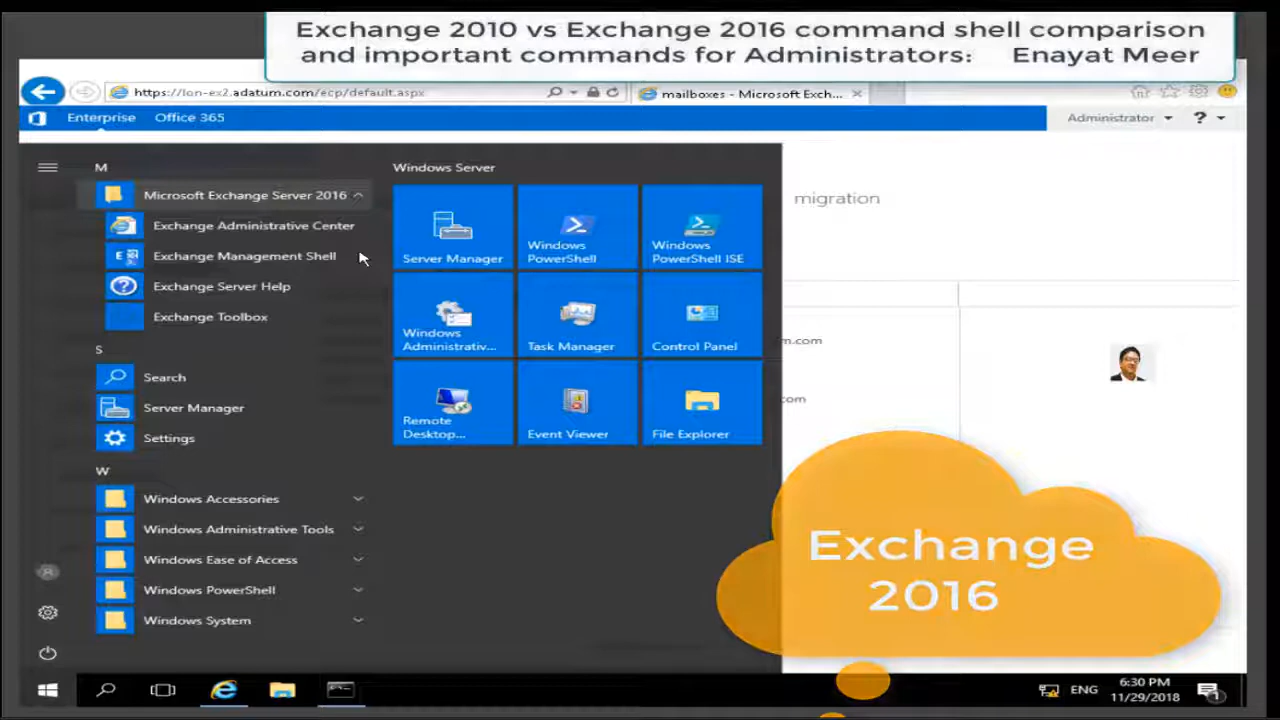 Exchange 2010 vs Exchange 2016 command shell comparison
and important commands for Administrators: Enayat Meer
https://lon-ex2.adatum.com/ecp/default.aspx
mailboxes - Microsoft Exch...
Enterprise Office 365
Administrator ?
M
Microsoft Exchange Server 2016
Exchange Administrative Center
Exchange Management Shell
Exchange Server Help
Exchange Toolbox
S
Search
Server Manager
Settings
W
Windows Accessories
Windows Administrative Tools
Windows Ease of Access
Windows PowerShell
Windows System
Windows Server
Server Manager
Windows
PowerShell
Windows
PowerShell ISE
Windows
Administrativ...
Task Manager
Control Panel
Remote
Desktop...
Event Viewer
File Explorer
migration
m.com
com
Exchange
2016
ENG
6:30 PM
11/29/2018
1